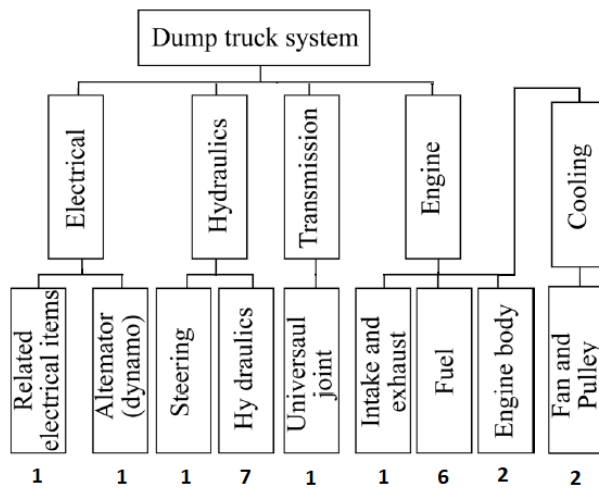 Dump truck system
Electrical
Hydraulics
Transmission
Engine
Cooling
Related
electrical items
Altemator
(dynamo)
Steering
Hy draulics
Universaul
joint
Intake and
exhaust
Fuel
Engine body
Fan and
Pulley
1 1 1 7 1 1 6 2 2